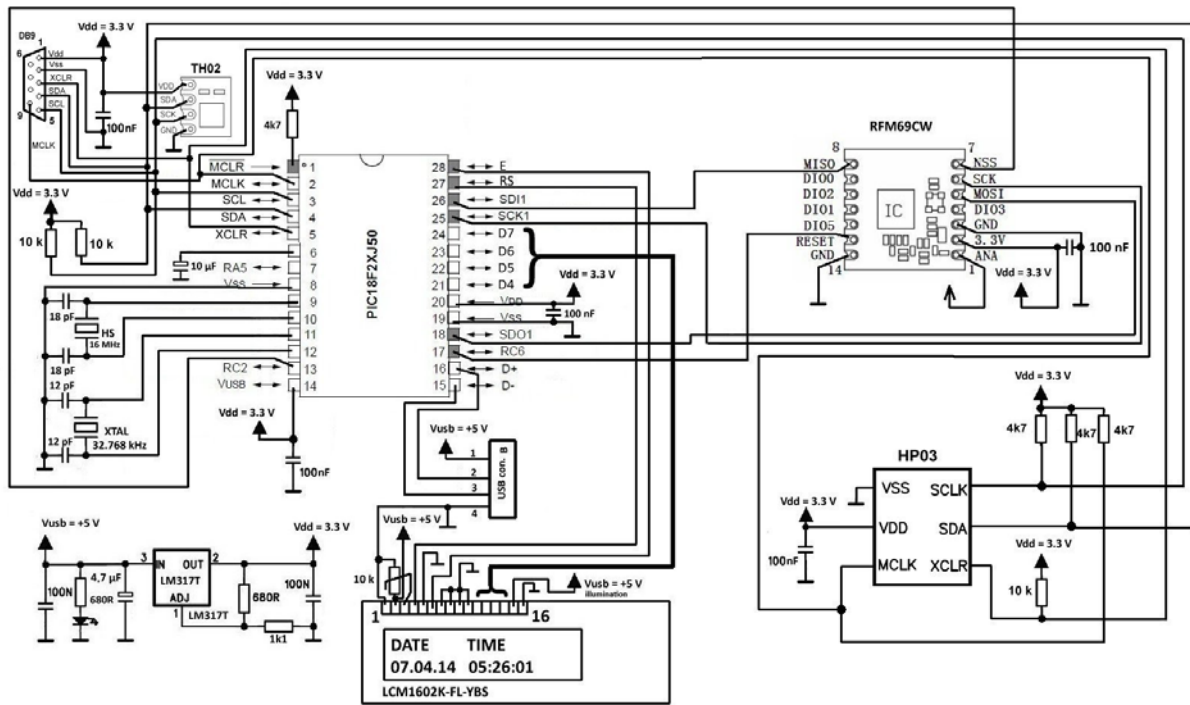 Vdd = 3.3 V
DB9
6
1
Vdd
Vss
XCLR
SDA
SCL
9
5
MCLK
100nF
TH02
VDD
SDA
SCK
GND
Vdd = 3.3 V
4k7
Vdd = 3.3 V
10 k
10 k
MCLR
MCLK
SCL
SDA
XCLR
10 µF
RA5
Vss
RC2
VUSB
1
2
3
4
5
6
7
8
9
10
11
12
13
14
PIC18F2XJ50
28
27
26
25
24
23
22
21
20
19
18
17
16
15
E
RS
SDI1
SCK1
D7
D6
D5
D4
VDD
Vss
SDO1
RC6
D+
D-
Vdd = 3.3 V
100 nF
18 pF
HS
16 MHz
18 pF
12 pF
XTAL
32.768 kHz
12 pF
Vdd = 3.3 V
100nF
Vusb = +5 V
1
2
3
4
USB con. B
RFM69CW
8
7
MISO
DIO0
DIO2
DIO1
DIO5
RESET
GND
14
IC
NSS
SCK
MOSI
DIO3
GND
3.3V
ANA
1
100 nF
Vdd = 3.3 V
Vdd = 3.3 V
4k7
4k7
4k7
HP03
VSS
VDD
MCLK
SCLK
SDA
XCLR
Vdd = 3.3 V
100nF
Vdd = 3.3 V
10 k
Vusb = +5 V
Vdd = 3.3 V
3
IN
OUT
2
LM317T
ADJ
1
LM317T
100N
4,7 µF
680R
680R
100N
1k1
Vusb = +5 V
10 k
Vusb = +5 V
illumination
1
16
DATE TIME
07.04.14 05:26:01
LCM1602K-FL-YBS